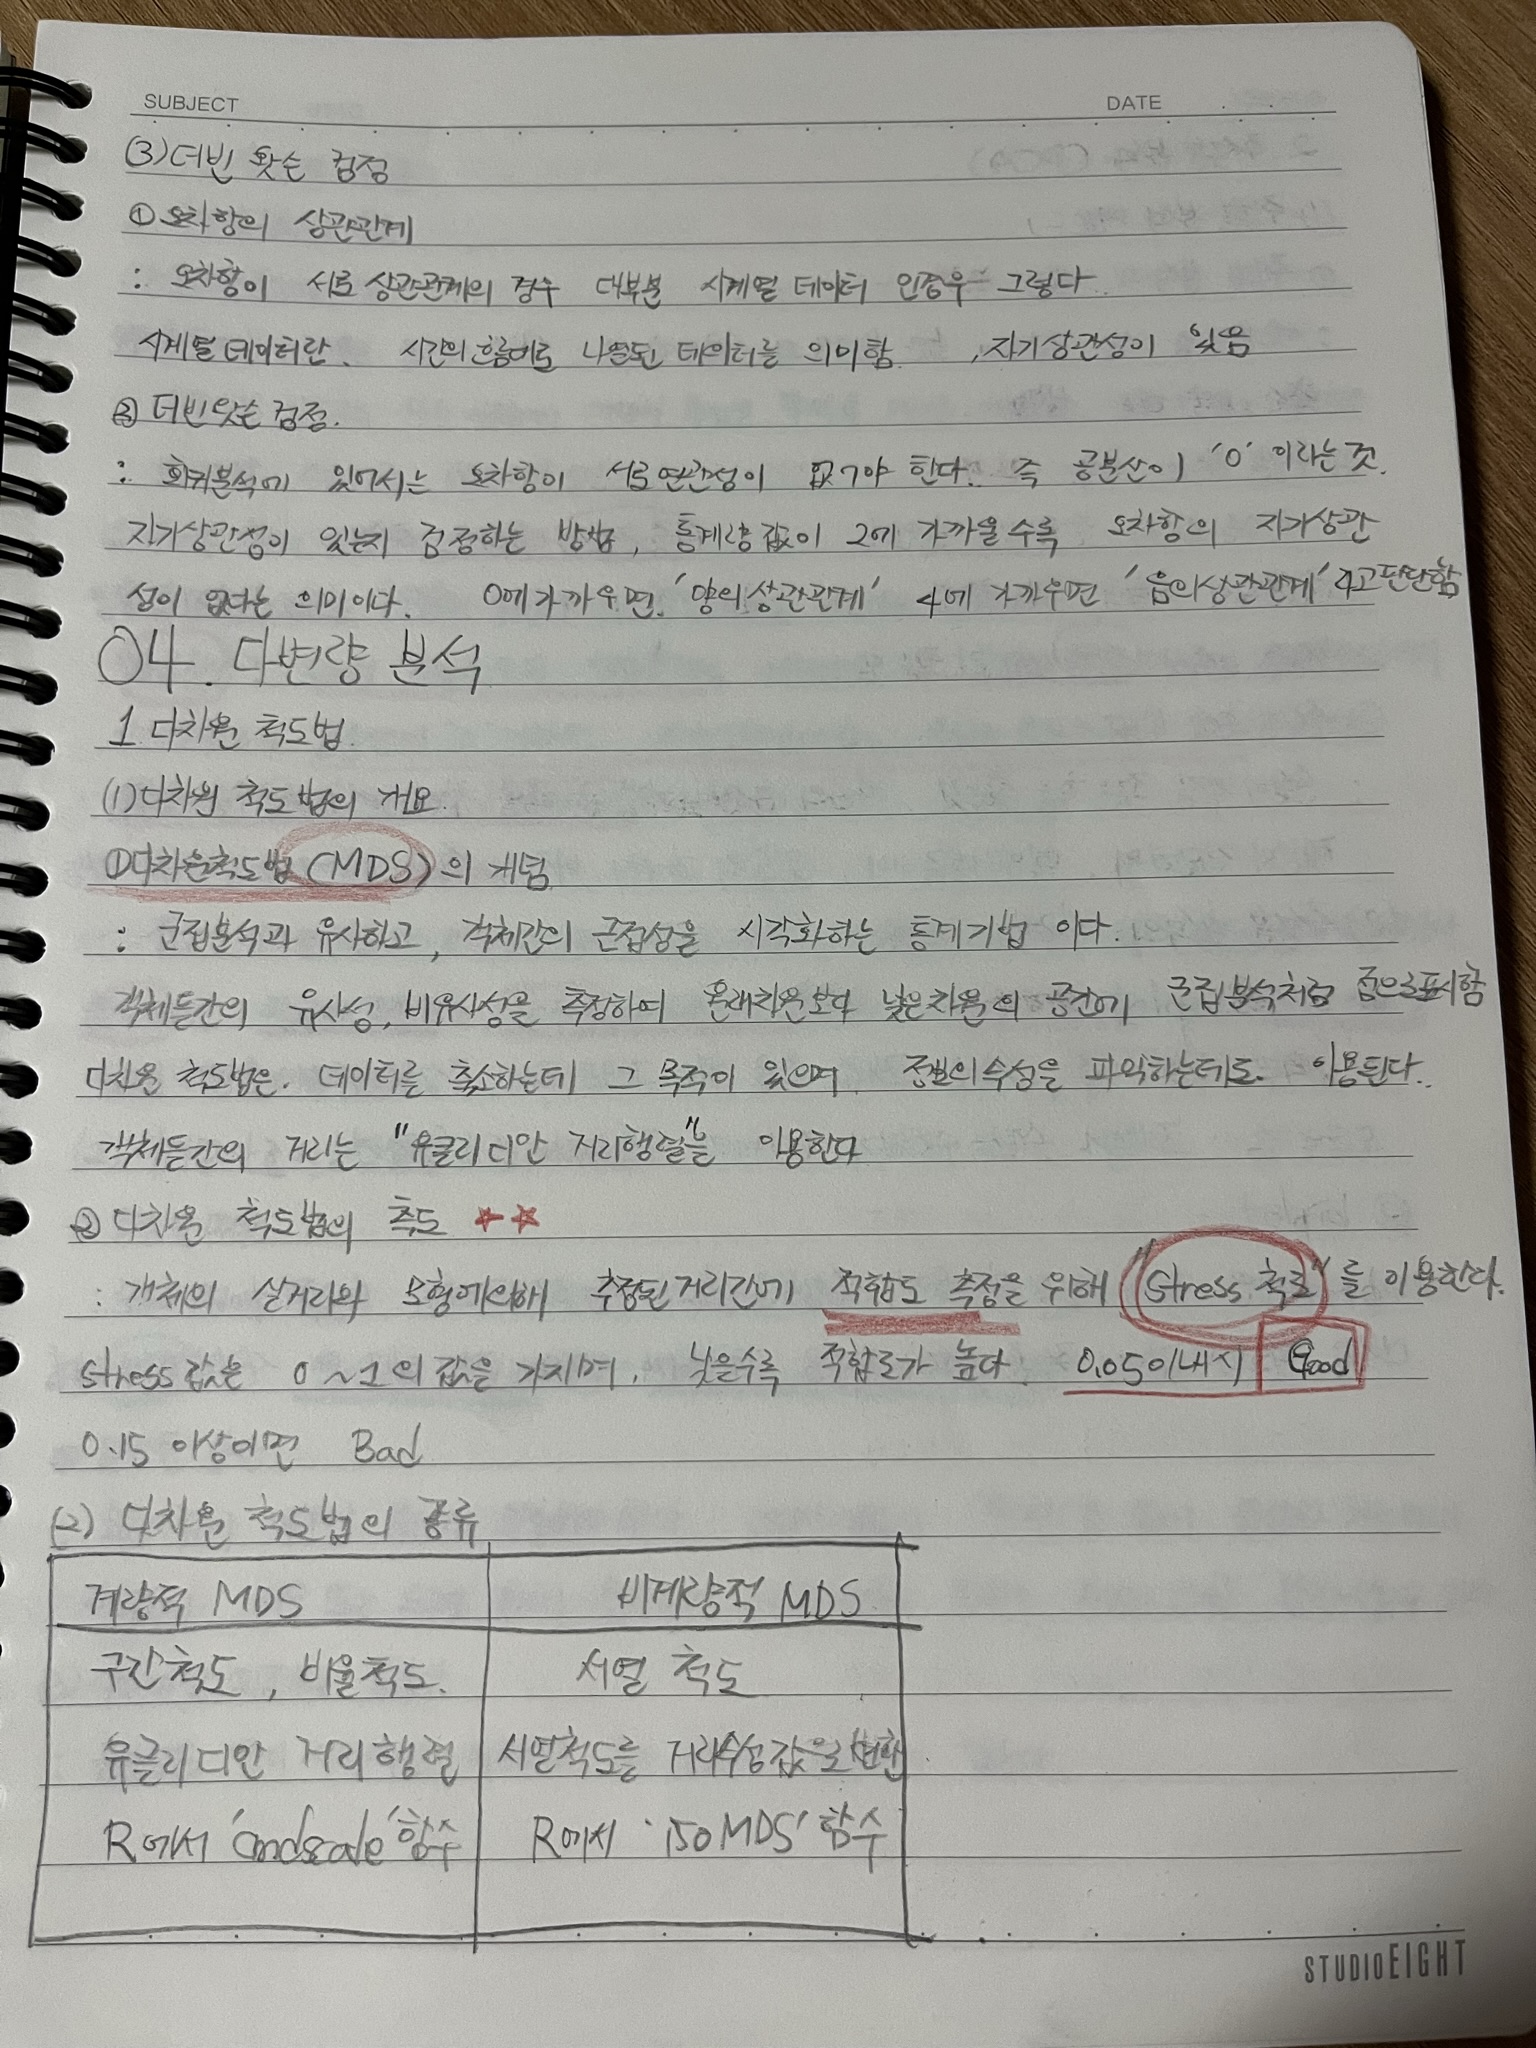 SUBJECT DATE
(3) 더빈 왓슨 검정
① 오차항의 상관관계
: 오차항이 서로 상관관계의 경우 대부분 시계열 데이터 인경우 그렇다.
시계열 데이터란. 시간의 흐름에로 나열된 데이터를 의미함 , 자기상관성이 있음
② 더빈왓슨검정.
: 회귀분석에 있어서는 오차항이 서로연관성이 없어야 한다. 즉 공분산이 '0' 이라는것.
자기상관성이 있는지 검정하는 방법, 통계량값이 2에 가까울수록 오차항의 자기상관
성이 없다는 의미이다. 0에가까우면. '양의상관관계' 4에 가까우면 '음의상관관계'라고판단함
04. 다변량 분석
1. 다차원 척도법.
(1) 다차원 척도법의 개요.
①다차원척도법 (MDS)의 개념
: 군집분석과 유사하고, 객체간의 근접성을 시각화하는 통계기법 이다.
객체들간의 유사성, 비유사성을 측정하여 원래차원보다 낮은차원의 공간에 군집분석처럼 점으로표시함
다차원 척도법은. 데이터를 축소하는데 그 목적이 있으며 정보의속성을 파악하는데도. 이용된다.
객체들간의 거리는 "유클리디안 거리행렬"을 이용한다
② 다차원 척도법의 측도 ☆☆
: 개체의 실거리와 모형에의해 추정된거리간에 적합도 측정을 위해 "stress 척도"를 이용한다.
stress값은 0~1의 값을 가지며, 낮을수록 적합도가 높다. 0.05이내시 Good
0.15 이상이면 Bad
(2) 다차원 척도법의 종류
계량적 MDS 비계량적 MDS
구간척도, 비율척도. 서열 척도
유클리디안 거리행렬 서열척도를 거리속성값으로변환.
R에서 'cmdscale' 함수 R에서 'isoMDS' 함수
STUDIOEIGHT